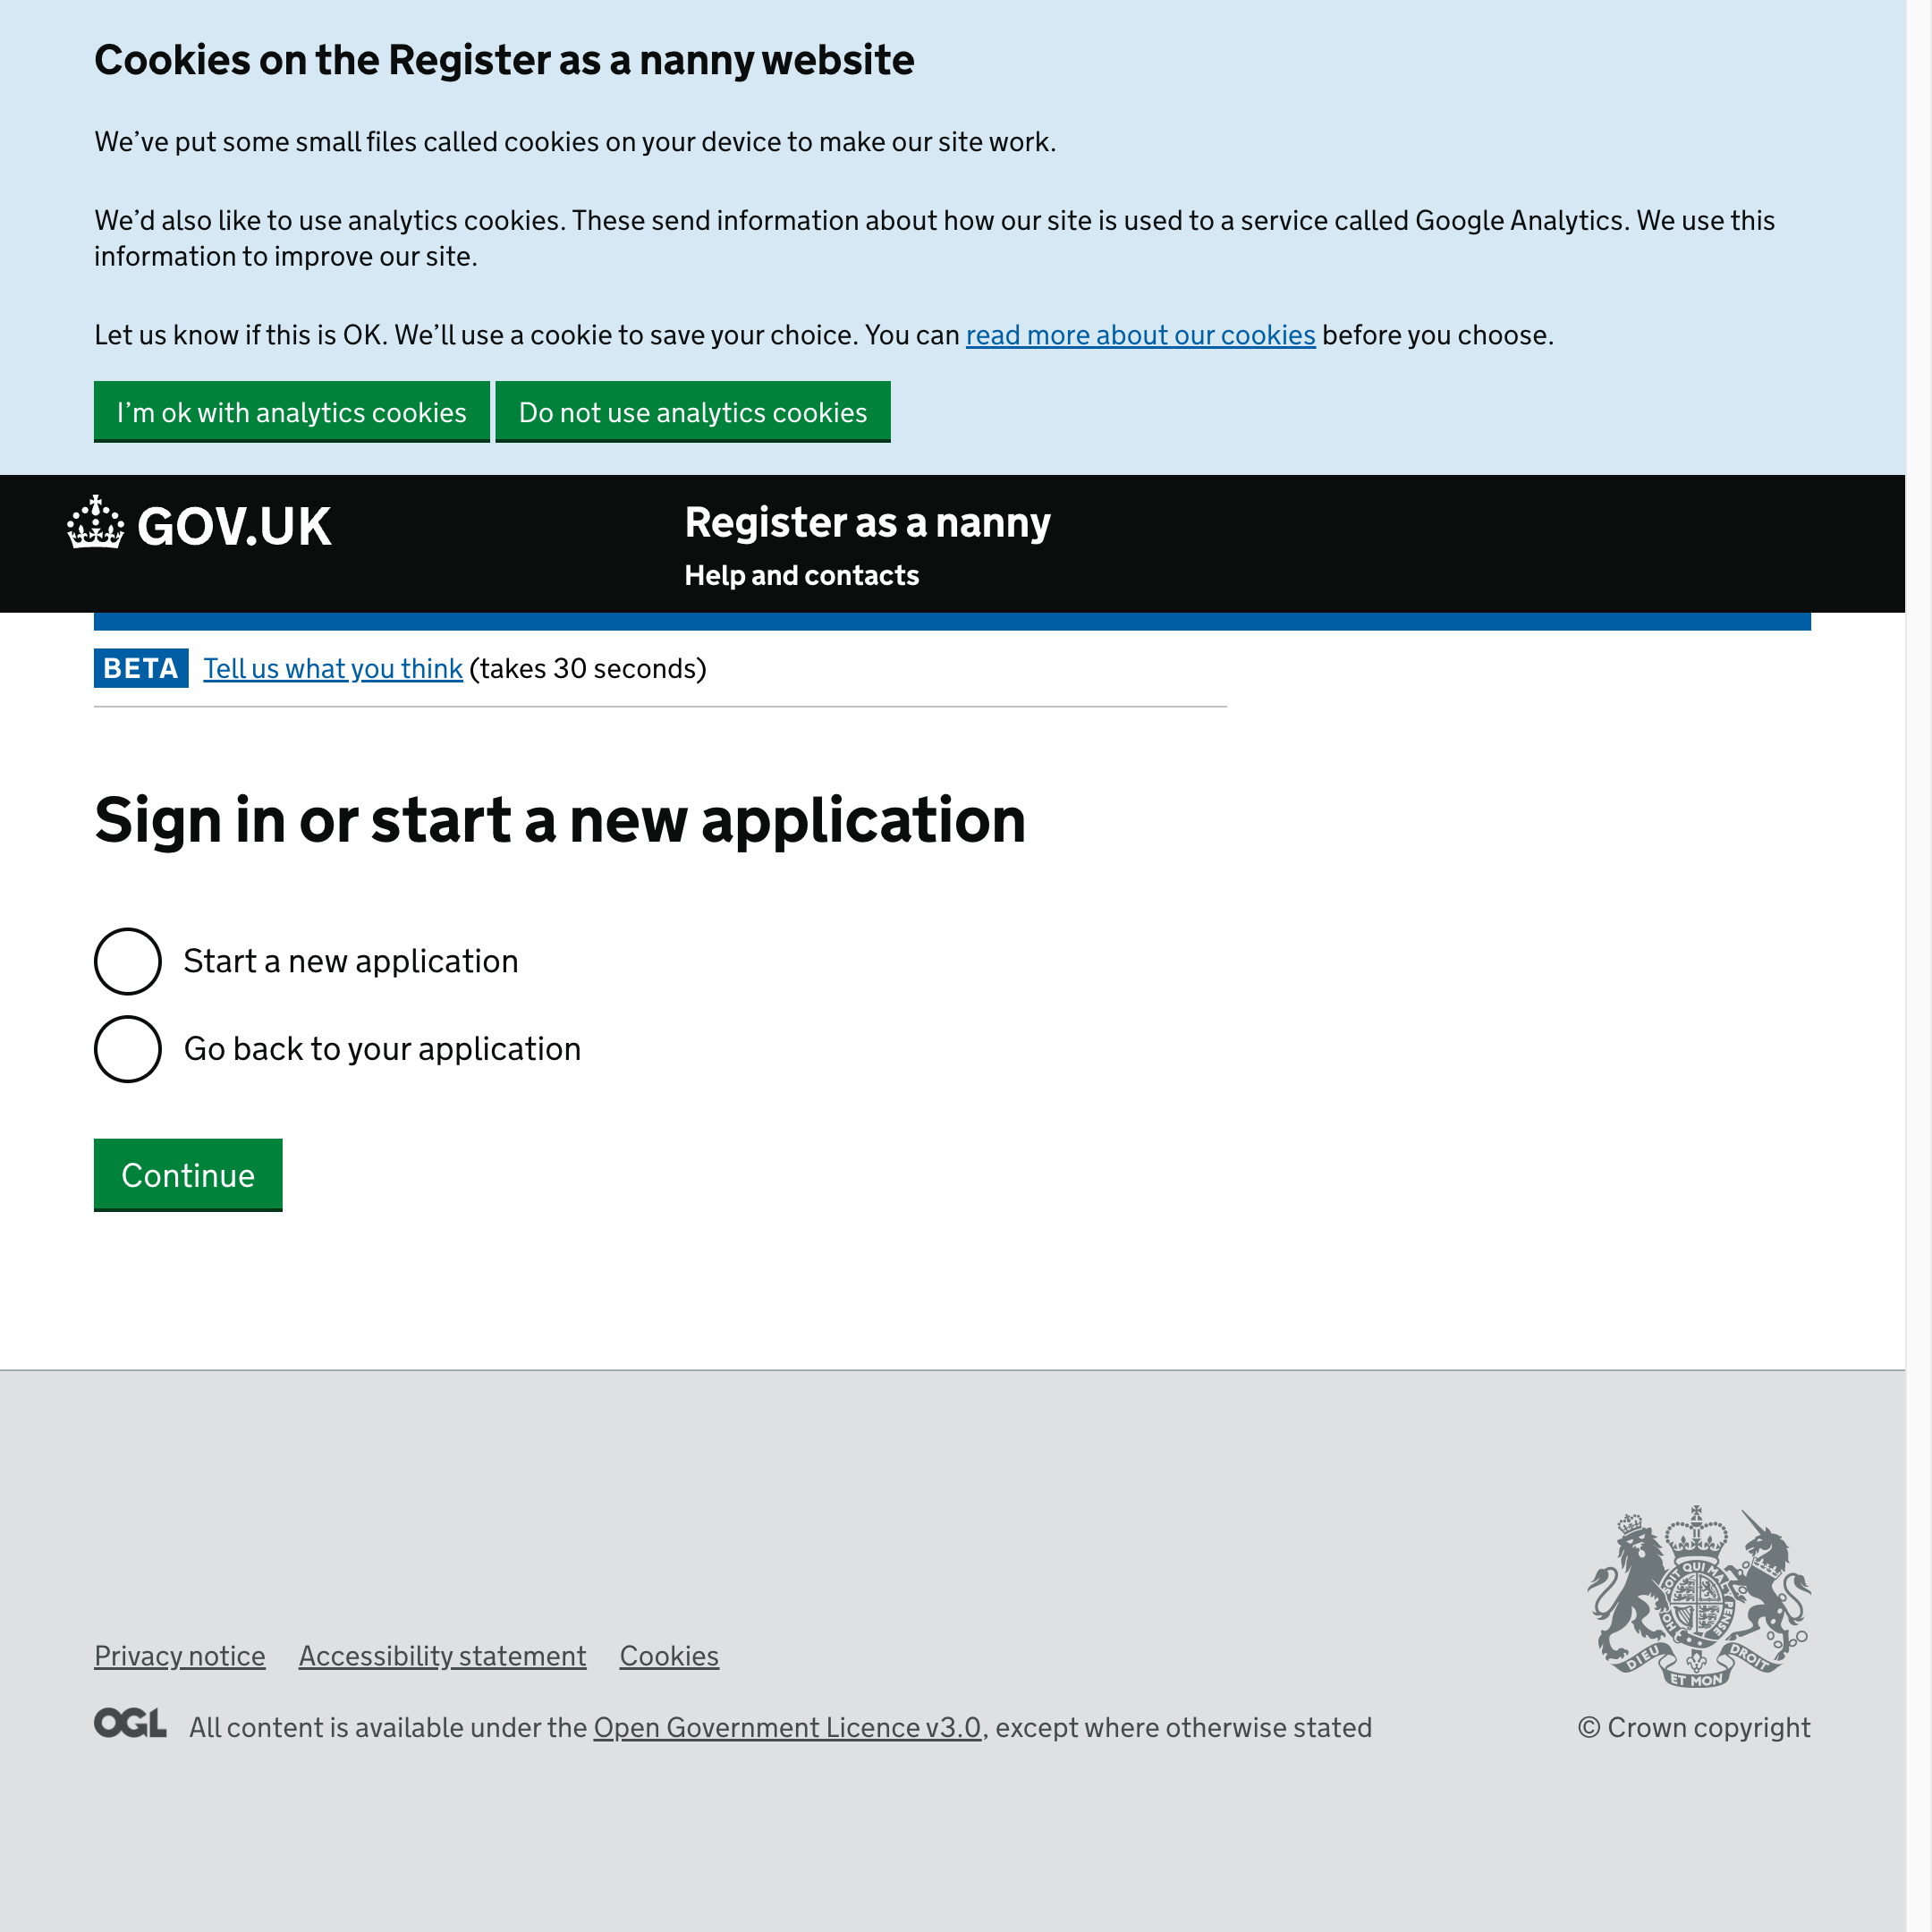 Cookies on the Register as a nanny website
We’ve put some small files called cookies on your device to make our site work.
We’d also like to use analytics cookies. These send information about how our site is used to a service called Google Analytics. We use this
information to improve our site.
Let us know if this is OK. We’ll use a cookie to save your choice. You can read more about our cookies before you choose.
I’m ok with analytics cookies
Do not use analytics cookies
GOV.UK
Register as a nanny
Help and contacts
BETA Tell us what you think (takes 30 seconds)
Sign in or start a new application
Start a new application
Go back to your application
Continue
Privacy notice Accessibility statement Cookies
OGL All content is available under the Open Government Licence v3.0, except where otherwise stated
SOIT QUI MAL Y PENSE
HON
DIEU ET MON DROIT
© Crown copyright